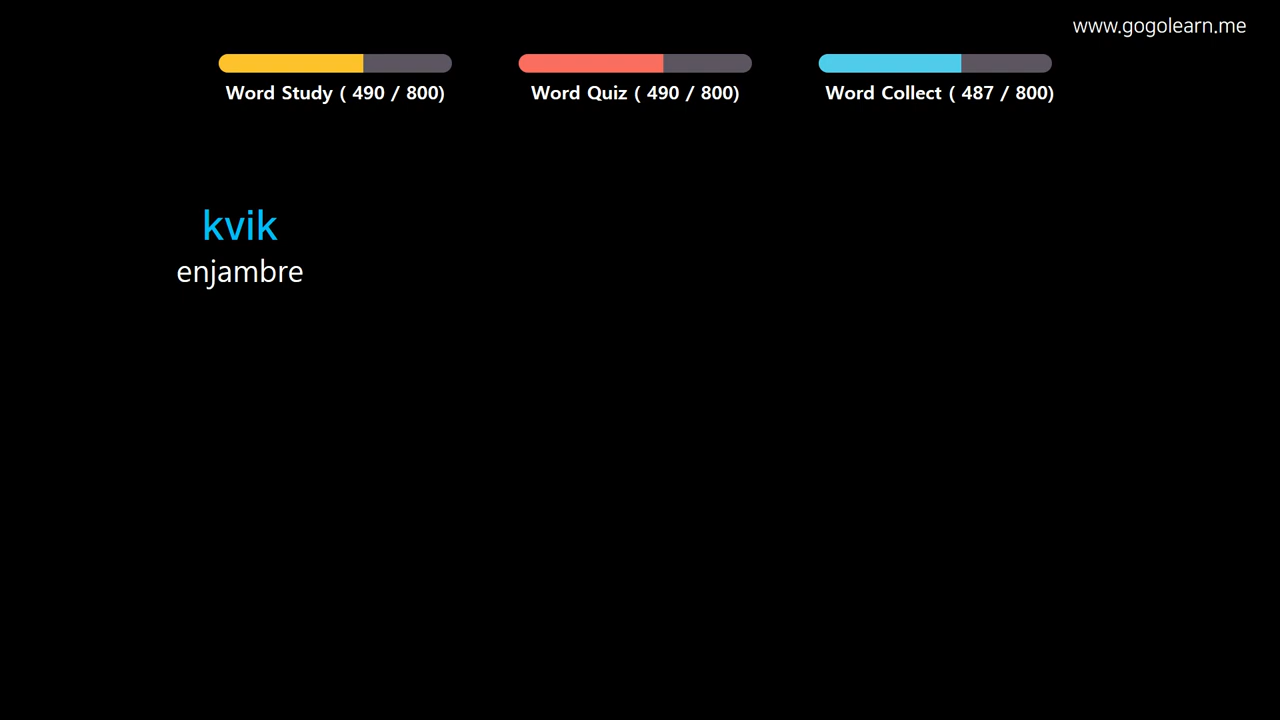 www.gogolearn.me
Word Study ( 490 / 800)
Word Quiz ( 490 / 800)
Word Collect ( 487 / 800)
kvik
enjambre